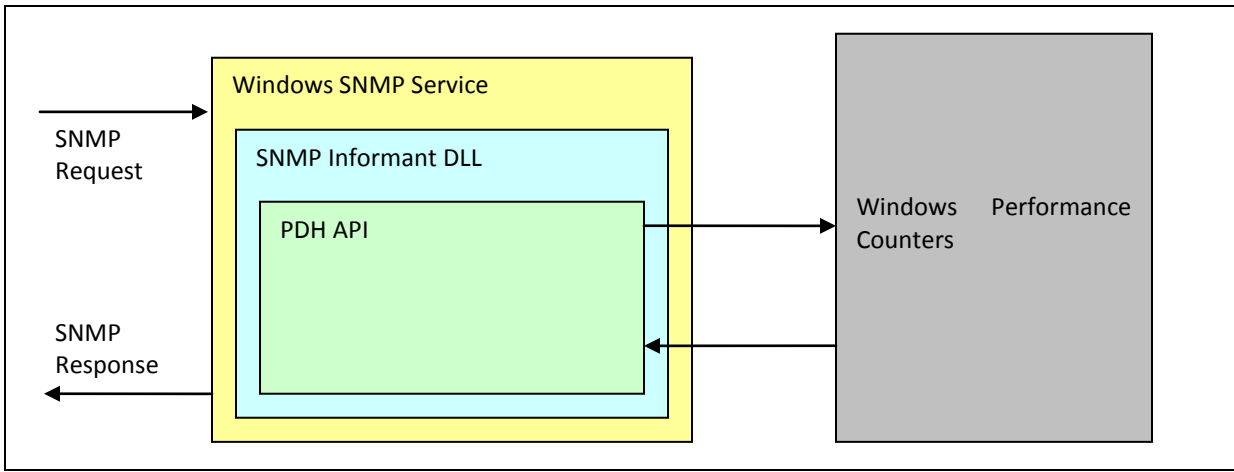 Windows SNMP Service
SNMP
Request
SNMP Informant DLL
PDH API
Windows Performance
Counters
SNMP
Response